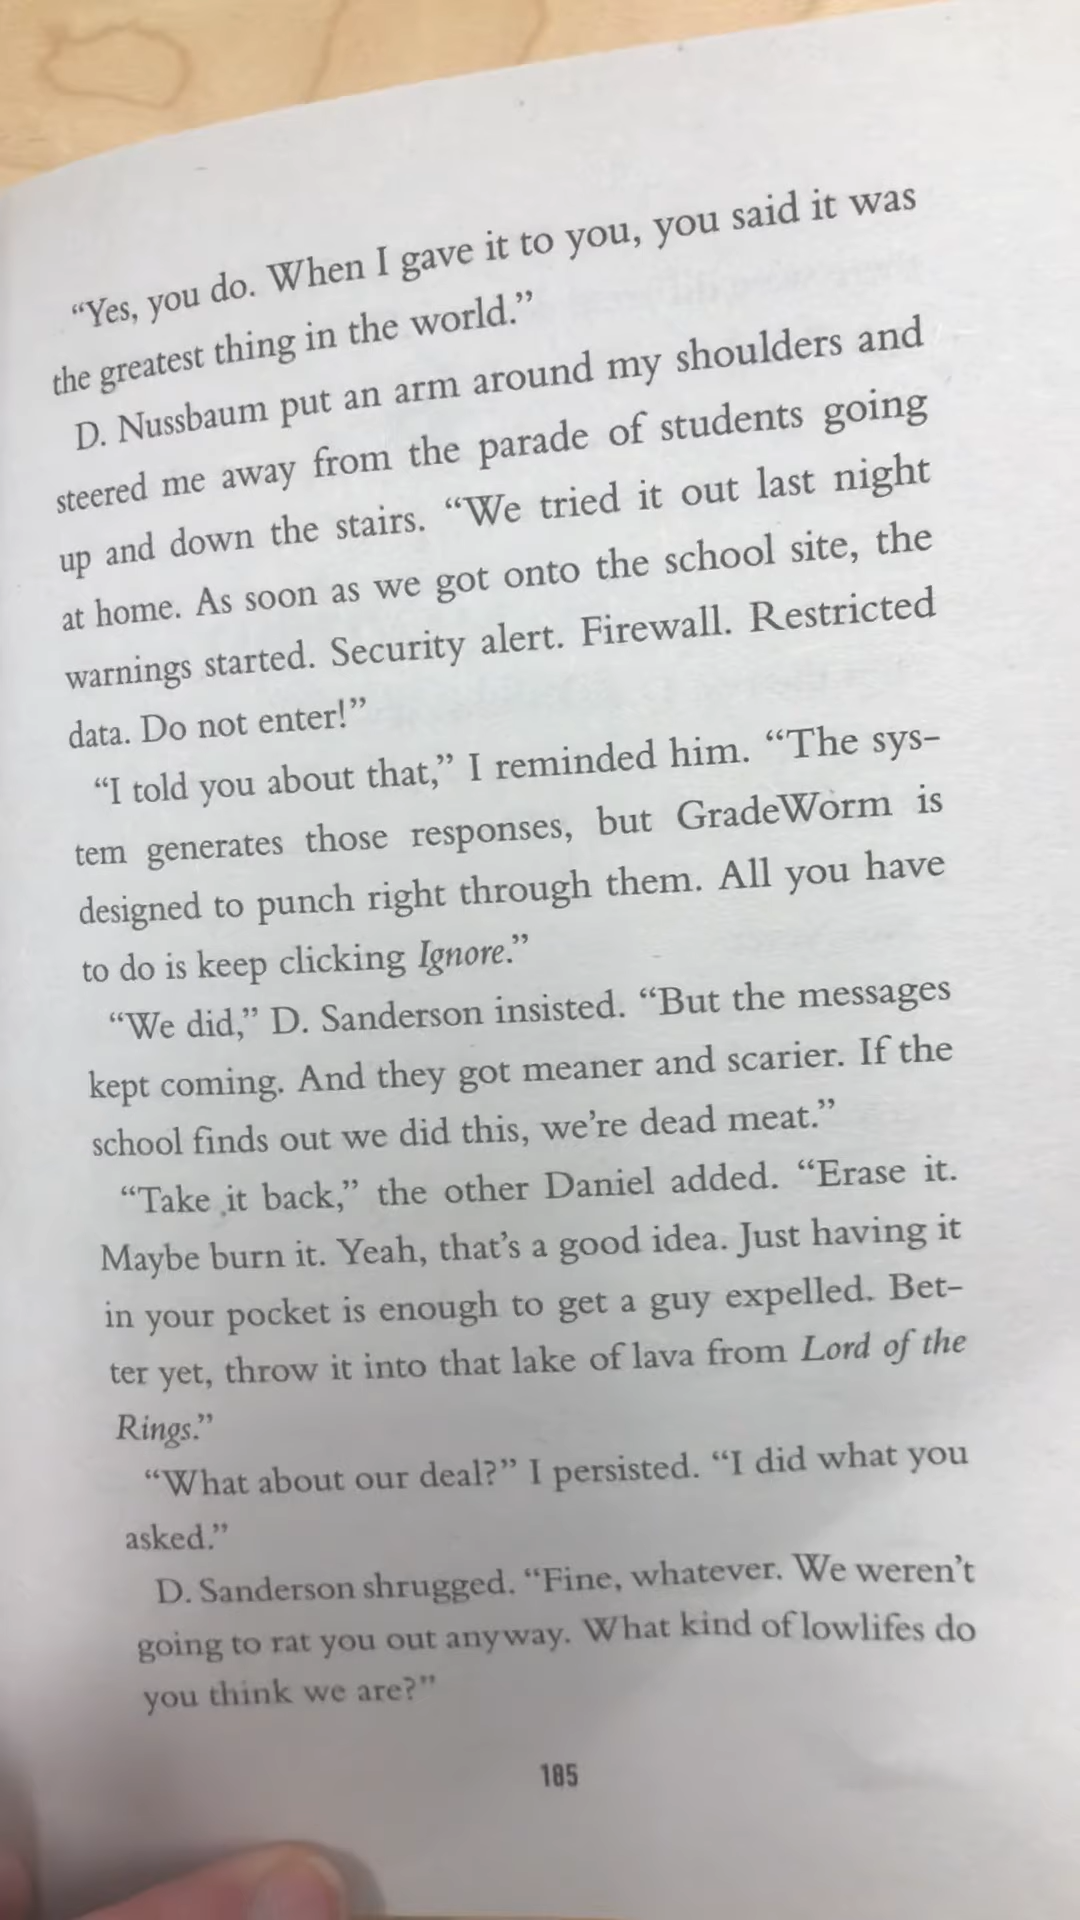 “Yes, you do. When I gave it to you, you said it was
the greatest thing in the world.”
D. Nussbaum put an arm around my shoulders and
steered me away from the parade of students going
up and down the stairs. “We tried it out last night
at home. As soon as we got onto the school site, the
warnings started. Security alert. Firewall. Restricted
data. Do not enter!”
“I told you about that,” I reminded him. “The sys-
tem generates those responses, but GradeWorm is
designed to punch right through them. All you have
to do is keep clicking Ignore.”
“We did,” D. Sanderson insisted. “But the messages
kept coming. And they got meaner and scarier. If the
school finds out we did this, we’re dead meat.”
“Take it back,” the other Daniel added. “Erase it.
Maybe burn it. Yeah, that’s a good idea. Just having it
in your pocket is enough to get a guy expelled. Bet-
ter yet, throw it into that lake of lava from Lord of the
Rings.”
“What about our deal?” I persisted. “I did what you
asked.”
D. Sanderson shrugged. “Fine, whatever. We weren’t
going to rat you out anyway. What kind of lowlifes do
you think we are?”
185